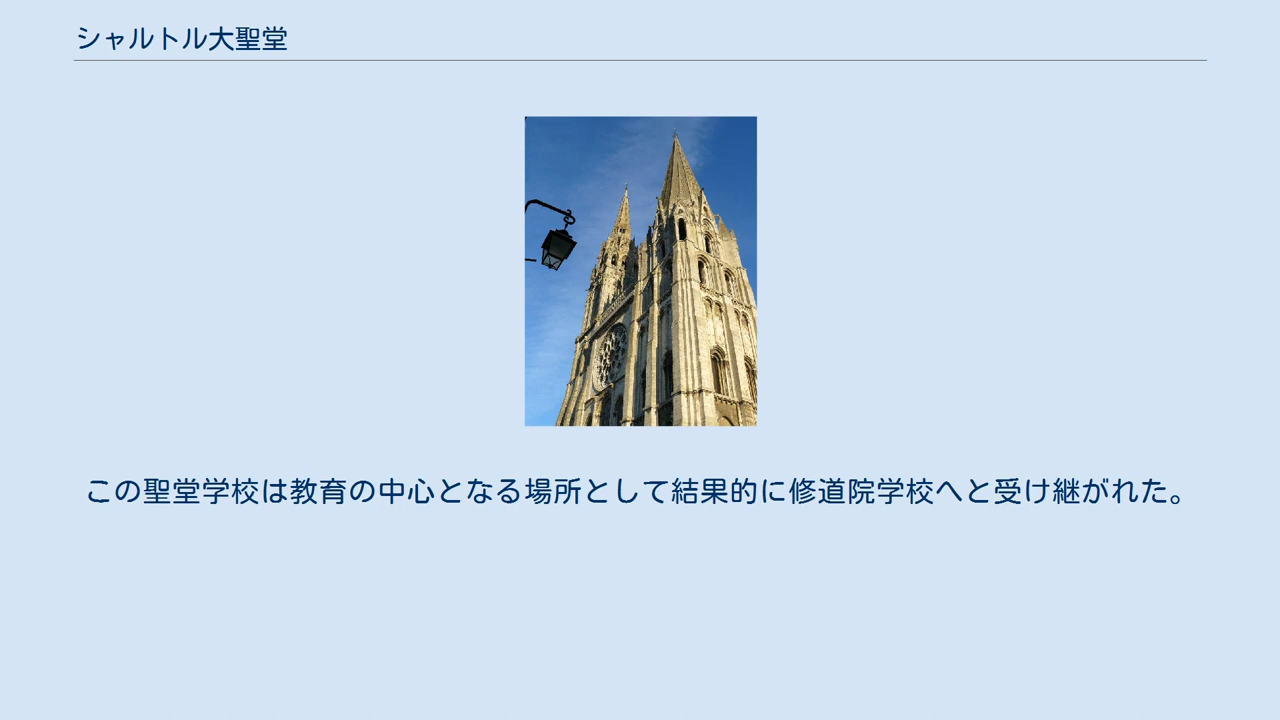 シャルトル大聖堂
この聖堂学校は教育の中心となる場所として結果的に修道院学校へと受け継がれた。